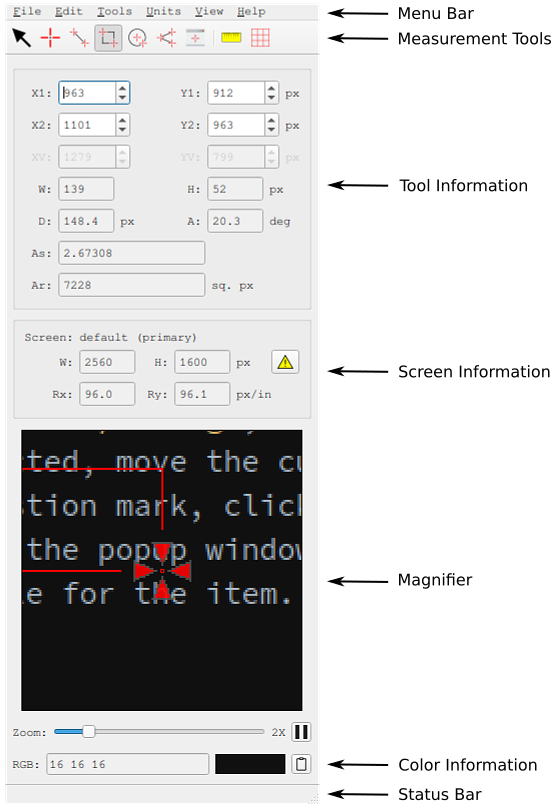 File Edit Tools Units View Help
Menu Bar
Measurement Tools
X1: 963 Y1: 912 px
X2: 1101 Y2: 963 px
XV: 1279 YV: 799 px
W: 139 H: 52 px
Tool Information
D: 148.4 px A: 20.3 deg
As: 2.67308
Ar: 7228 sq. px
Screen: default (primary)
W: 2560 H: 1600 px
Screen Information
Rx: 96.0 Ry: 96.1 px/in
ted, move the cu
stion mark, click
the popup window
e for the item.
Magnifier
Zoom: 2X
RGB: 16 16 16
Color Information
Status Bar